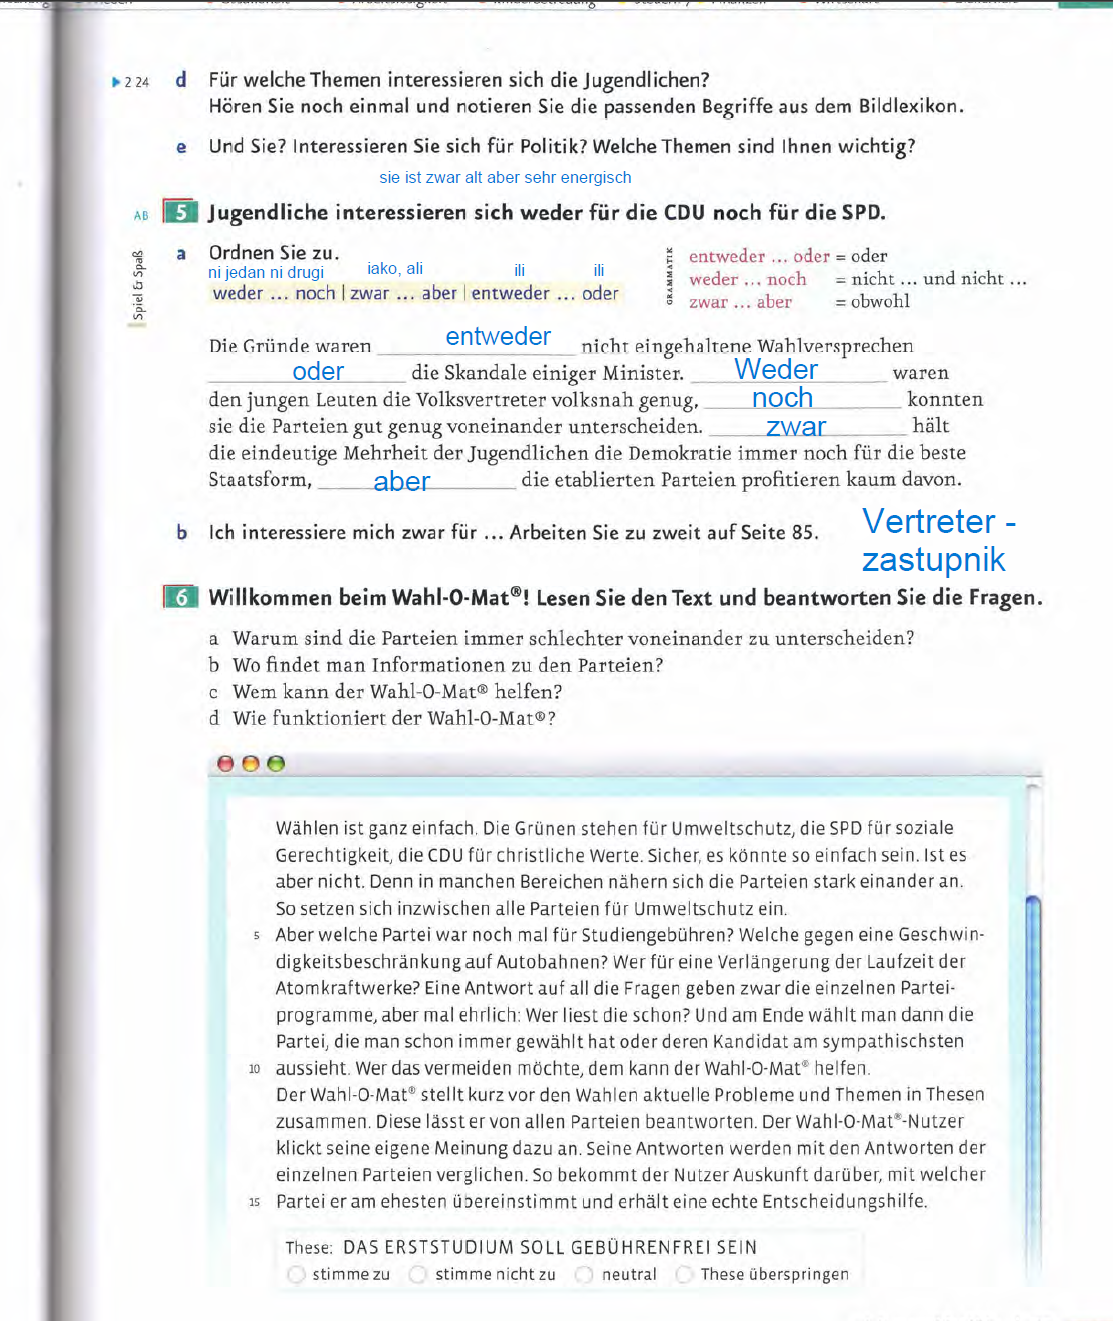 ▶ 2 24 d Für welche Themen interessieren sich die Jugendlichen?
Hören Sie noch einmal und notieren Sie die passenden Begriffe aus dem Bildlexikon.
e Und Sie? Interessieren Sie sich für Politik? Welche Themen sind Ihnen wichtig?
sie ist zwar alt aber sehr energisch
AB 5 Jugendliche interessieren sich weder für die CDU noch für die SPD.
Spiel & Spaß
a Ordnen Sie zu.
ni jedan ni drugi iako, ali ili ili
weder ... noch | zwar ... aber | entweder ... oder
GRAMMATIK
entweder ... oder = oder
weder ... noch = nicht ... und nicht ...
zwar ... aber = obwohl
Die Gründe waren entweder nicht eingehaltene Wahlversprechen
oder die Skandale einiger Minister. Weder waren
den jungen Leuten die Volksvertreter volksnah genug, noch konnten
sie die Parteien gut genug voneinander unterscheiden. zwar hält
die eindeutige Mehrheit der Jugendlichen die Demokratie immer noch für die beste
Staatsform, aber die etablierten Parteien profitieren kaum davon.
b Ich interessiere mich zwar für ... Arbeiten Sie zu zweit auf Seite 85.
Vertreter -
zastupnik
6 Willkommen beim Wahl-O-Mat®! Lesen Sie den Text und beantworten Sie die Fragen.
a Warum sind die Parteien immer schlechter voneinander zu unterscheiden?
b Wo findet man Informationen zu den Parteien?
c Wem kann der Wahl-O-Mat® helfen?
d Wie funktioniert der Wahl-O-Mat®?
Wählen ist ganz einfach. Die Grünen stehen für Umweltschutz, die SPD für soziale
Gerechtigkeit, die CDU für christliche Werte. Sicher, es könnte so einfach sein. Ist es
aber nicht. Denn in manchen Bereichen nähern sich die Parteien stark einander an.
So setzen sich inzwischen alle Parteien für Umweltschutz ein.
5 Aber welche Partei war noch mal für Studiengebühren? Welche gegen eine Geschwin-
digkeitsbeschränkung auf Autobahnen? Wer für eine Verlängerung der Laufzeit der
Atomkraftwerke? Eine Antwort auf all die Fragen geben zwar die einzelnen Partei-
programme, aber mal ehrlich: Wer liest die schon? Und am Ende wählt man dann die
Partei, die man schon immer gewählt hat oder deren Kandidat am sympathischsten
10 aussieht. Wer das vermeiden möchte, dem kann der Wahl-O-Mat® helfen.
Der Wahl-O-Mat® stellt kurz vor den Wahlen aktuelle Probleme und Themen in Thesen
zusammen. Diese lässt er von allen Parteien beantworten. Der Wahl-O-Mat®-Nutzer
klickt seine eigene Meinung dazu an. Seine Antworten werden mit den Antworten der
einzelnen Parteien verglichen. So bekommt der Nutzer Auskunft darüber, mit welcher
15 Partei er am ehesten übereinstimmt und erhält eine echte Entscheidungshilfe.
These: DAS ERSTSTUDIUM SOLL GEBÜHRENFREI SEIN
stimme zu stimme nicht zu neutral These überspringen